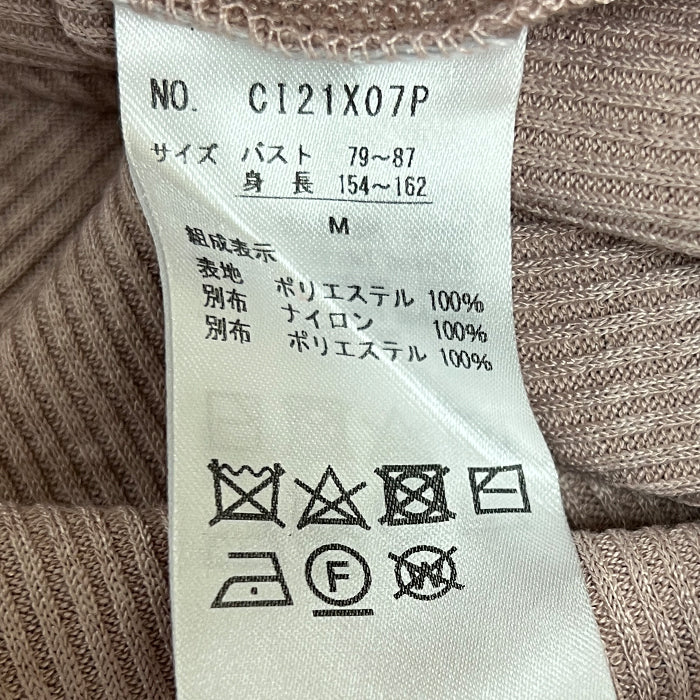 NO. CI21X07P
サイズ バスト 79~87
身長 154~162
M
組成表示
表地 ポリエステル 100%
別布 ナイロン 100%
別布 ポリエステル 100%
F
W